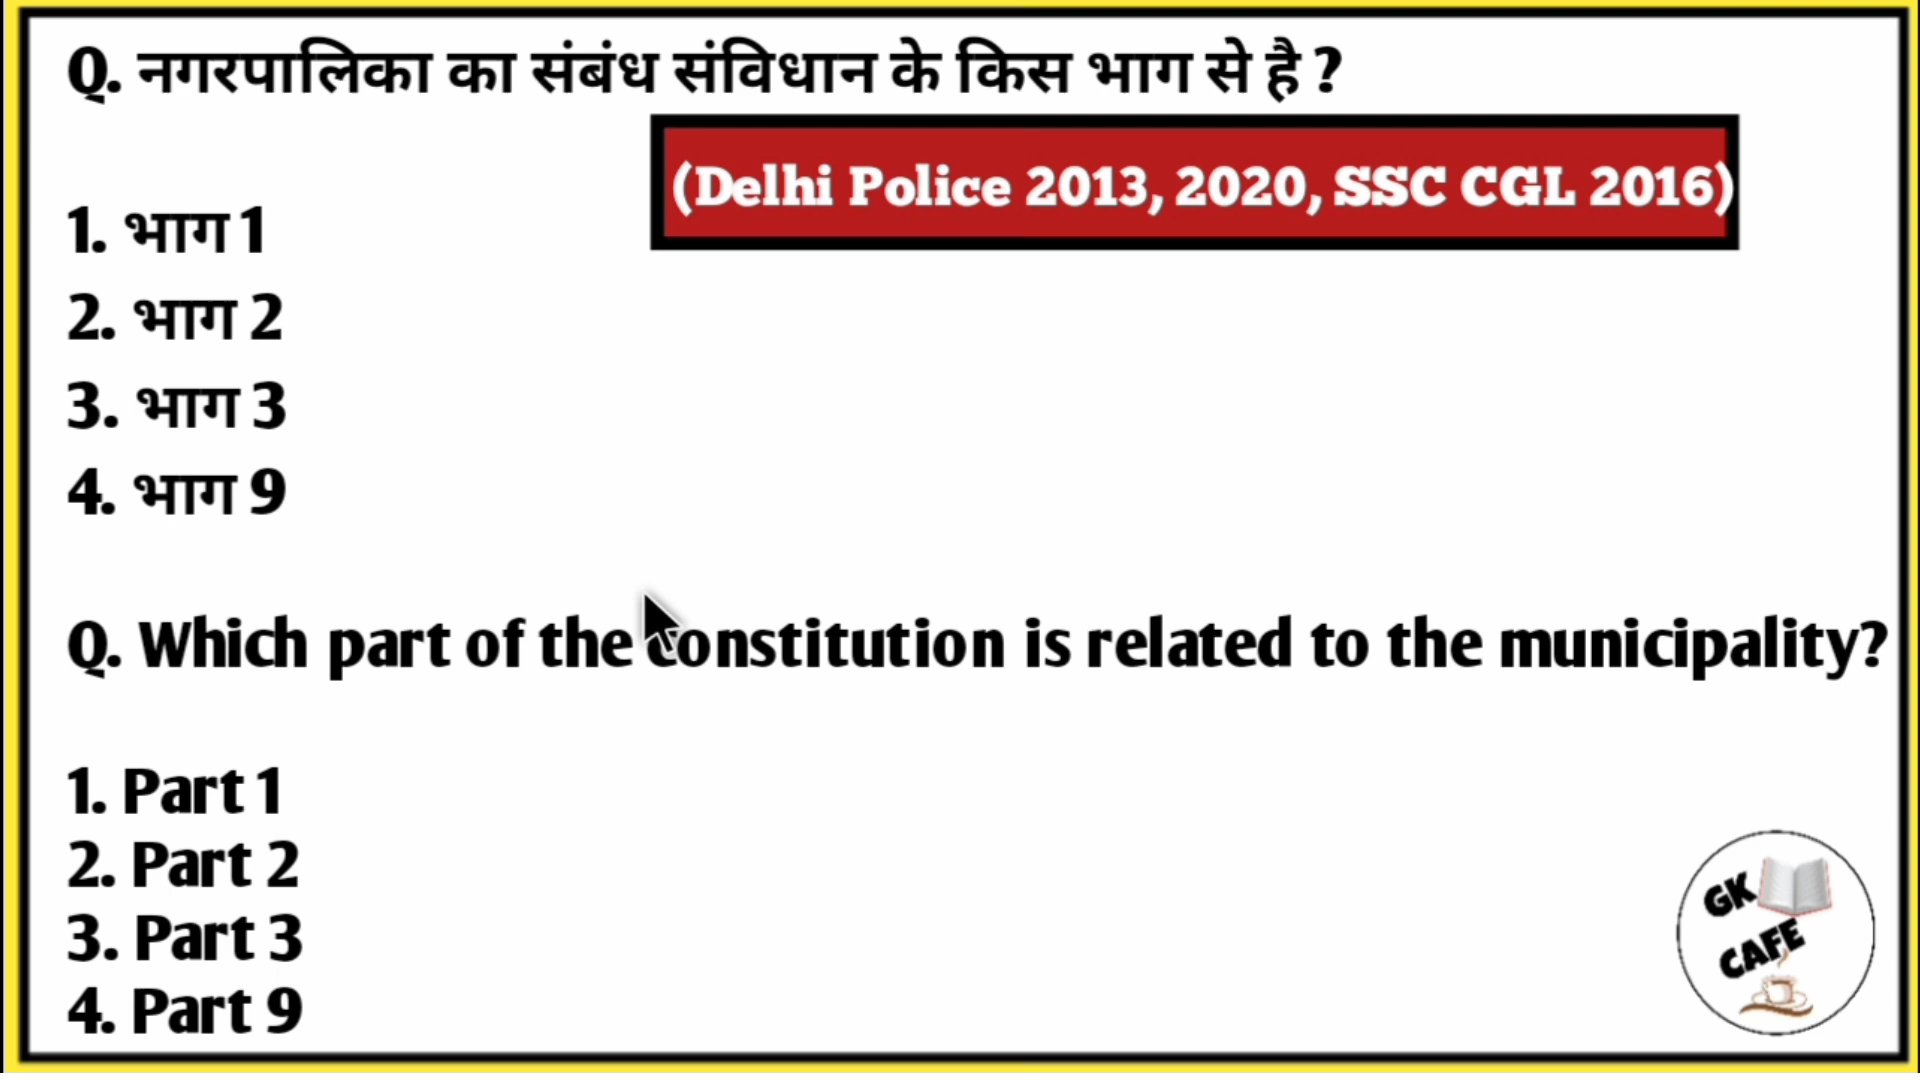 Q. नगरपालिका का संबंध संविधान के किस भाग से है ?
(Delhi Police 2013, 2020, SSC CGL 2016)
1. भाग 1
2. भाग 2
3. भाग 3
4. भाग 9
Q. Which part of the constitution is related to the municipality?
1. Part 1
2. Part 2
3. Part 3
4. Part 9
GK
CAFE